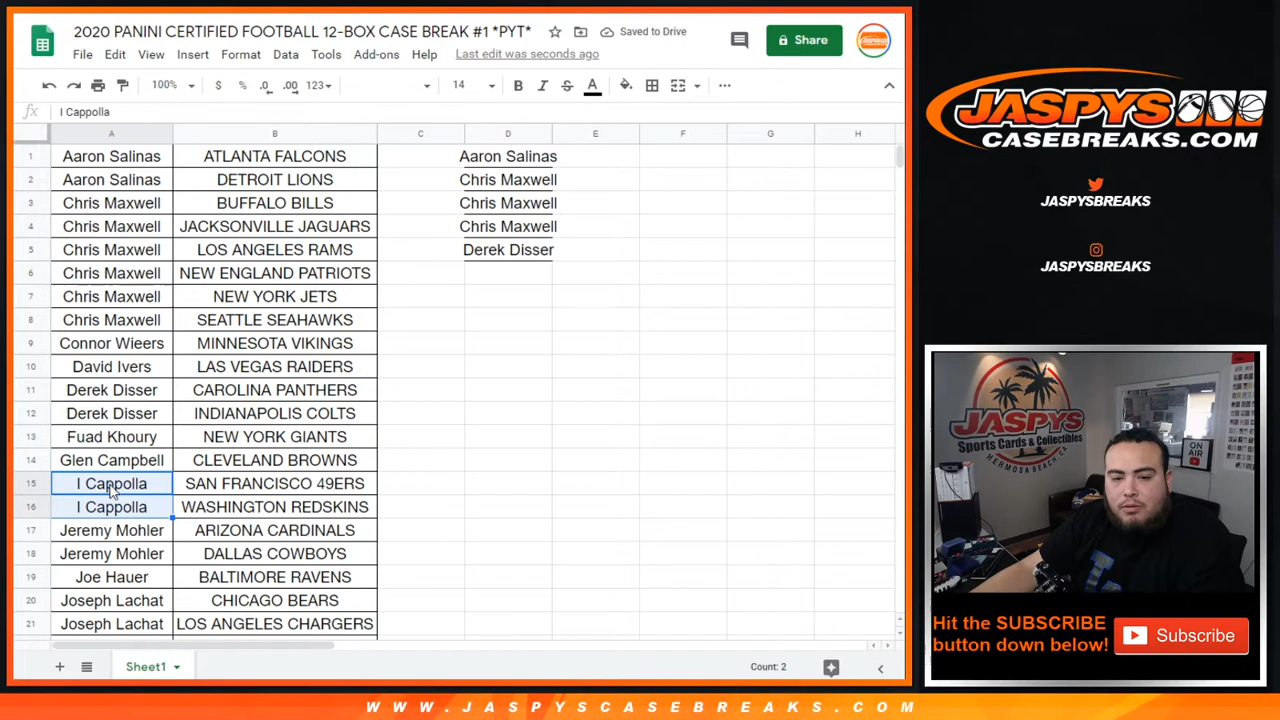 2020 PANINI CERTIFIED FOOTBALL 12-BOX CASE BREAK #1 *PYT*
Saved to Drive
Share
File Edit View Insert Format Data Tools Add-ons Help Last edit was seconds ago
100% $ % .0 .00 123 14 B I S A
fx I Cappolla
A B C D E F G H
1 Aaron Salinas ATLANTA FALCONS Aaron Salinas
2 Aaron Salinas DETROIT LIONS Chris Maxwell
3 Chris Maxwell BUFFALO BILLS Chris Maxwell
4 Chris Maxwell JACKSONVILLE JAGUARS Chris Maxwell
5 Chris Maxwell LOS ANGELES RAMS Derek Disser
6 Chris Maxwell NEW ENGLAND PATRIOTS
7 Chris Maxwell NEW YORK JETS
8 Chris Maxwell SEATTLE SEAHAWKS
9 Connor Wieers MINNESOTA VIKINGS
10 David Ivers LAS VEGAS RAIDERS
11 Derek Disser CAROLINA PANTHERS
12 Derek Disser INDIANAPOLIS COLTS
13 Fuad Khoury NEW YORK GIANTS
14 Glen Campbell CLEVELAND BROWNS
15 I Cappolla SAN FRANCISCO 49ERS
16 I Cappolla WASHINGTON REDSKINS
17 Jeremy Mohler ARIZONA CARDINALS
18 Jeremy Mohler DALLAS COWBOYS
19 Joe Hauer BALTIMORE RAVENS
20 Joseph Lachat CHICAGO BEARS
21 Joseph Lachat LOS ANGELES CHARGERS
Sheet1
Count: 2
JASPYS
CASEBREAKS.COM
JASPYSBREAKS
JASPYSBREAKS
JASPYS
Sports Cards & Collectibles
HERMOSA BEACH, CA
ON AIR
Hit the SUBSCRIBE
button down below!
Subscribe
WWW.JASPYSCASEBREAKS.COM